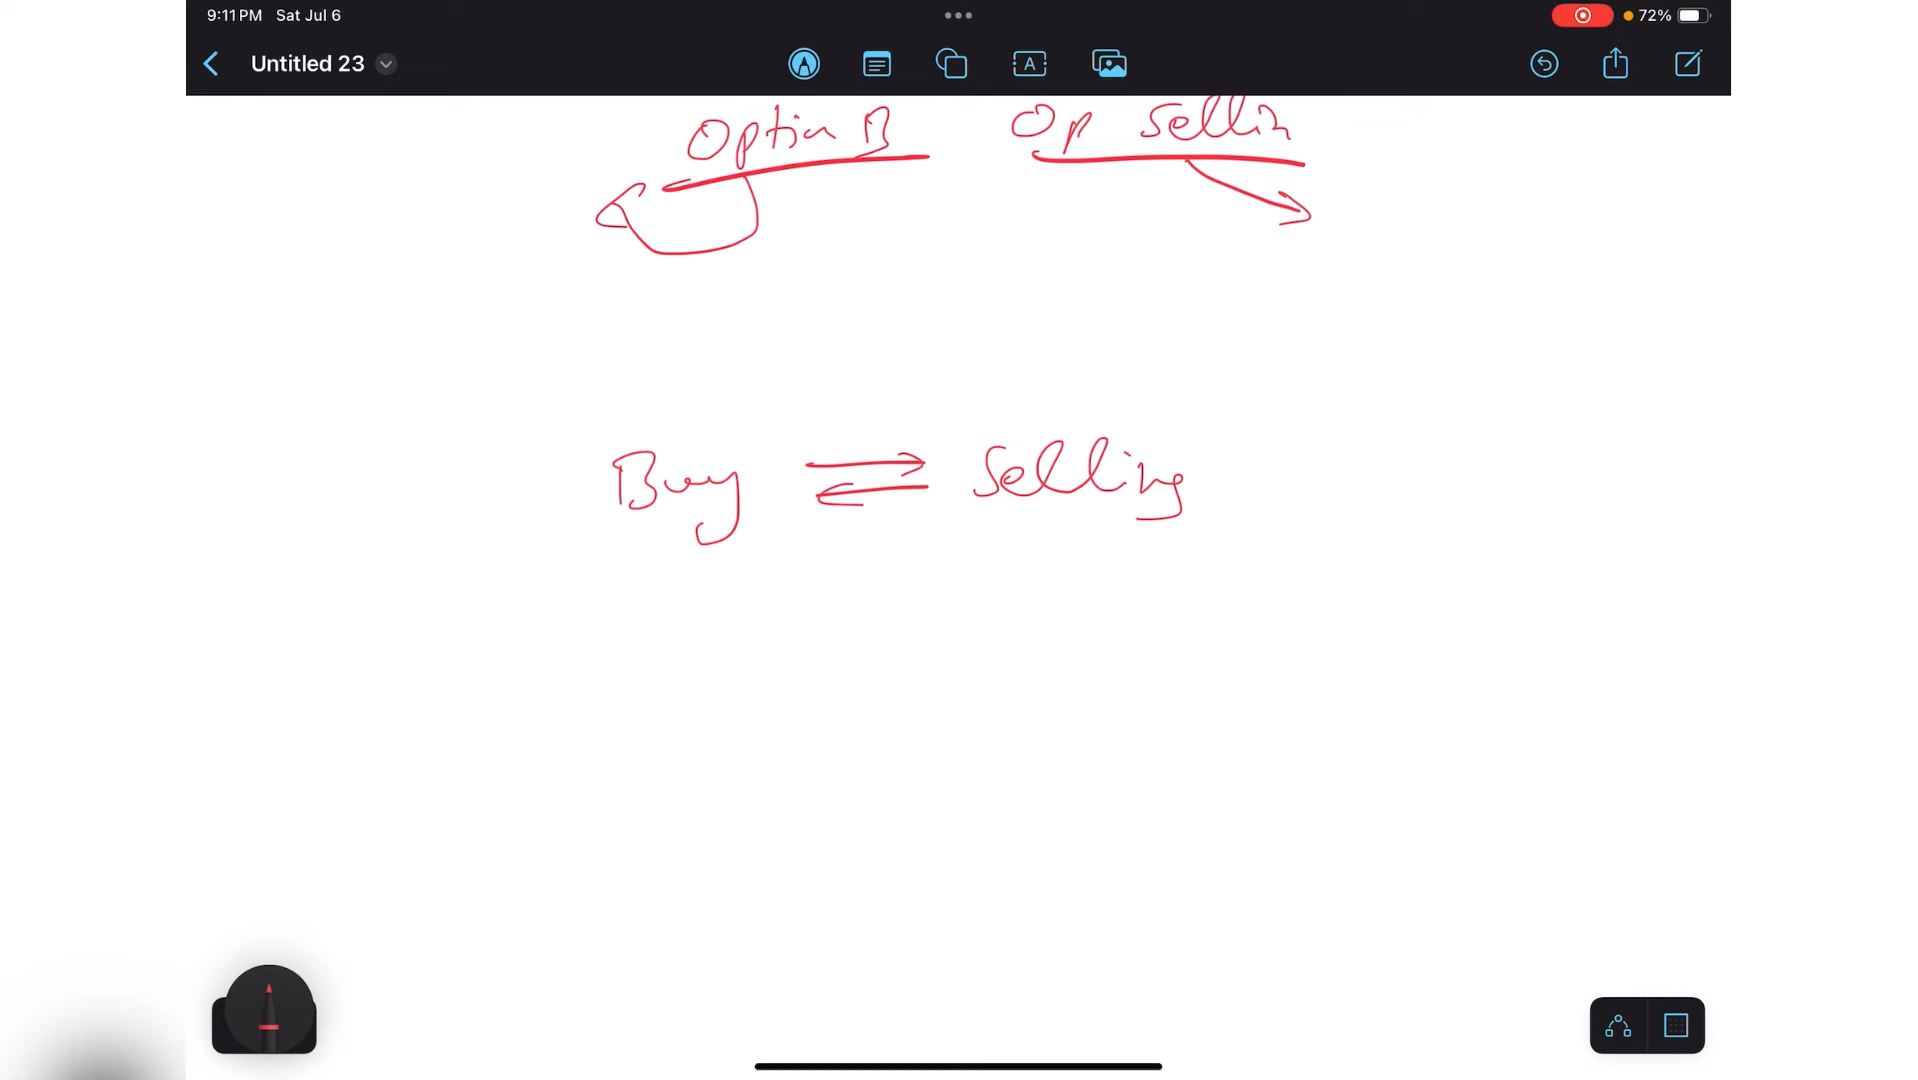 9:11 PM Sat Jul 6 72%
Untitled 23
Option B Op Sellin
Buy ⇌ Selling